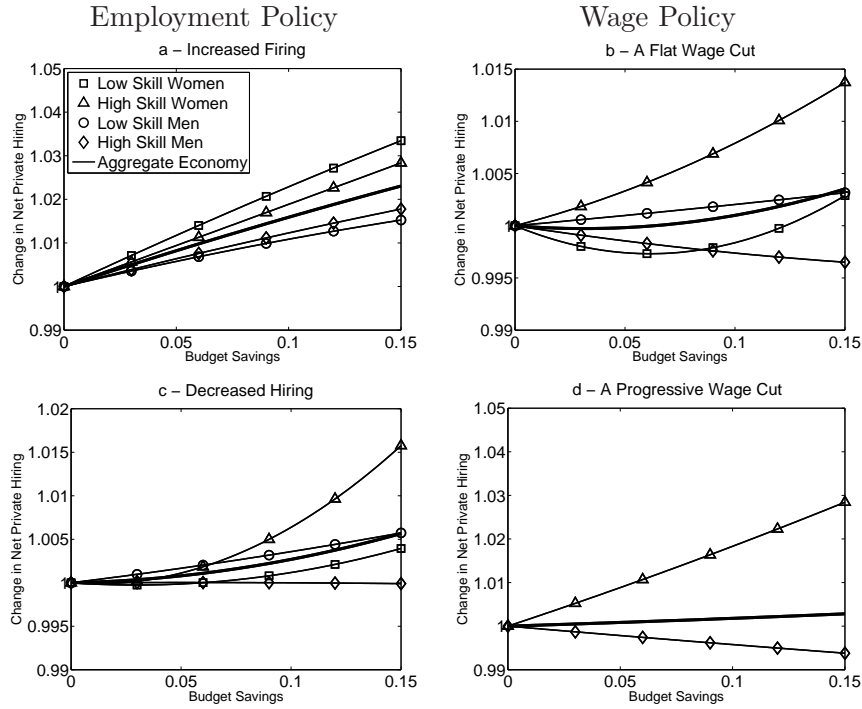 Employment Policy
Wage Policy
a − Increased Firing
Change in Net Private Hiring
1.05
1.04
1.03
1.02
1.01
1
0.99
Low Skill Women
High Skill Women
Low Skill Men
High Skill Men
Aggregate Economy
0 0.05 0.1 0.15
Budget Savings
b − A Flat Wage Cut
Change in Net Private Hiring
1.015
1.01
1.005
1
0.995
0.99
0 0.05 0.1 0.15
Budget Savings
c − Decreased Hiring
Change in Net Private Hiring
1.02
1.015
1.01
1.005
1
0.995
0.99
0 0.05 0.1 0.15
Budget Savings
d − A Progressive Wage Cut
Change in Net Private Hiring
1.05
1.04
1.03
1.02
1.01
1
0.99
0 0.05 0.1 0.15
Budget Savings